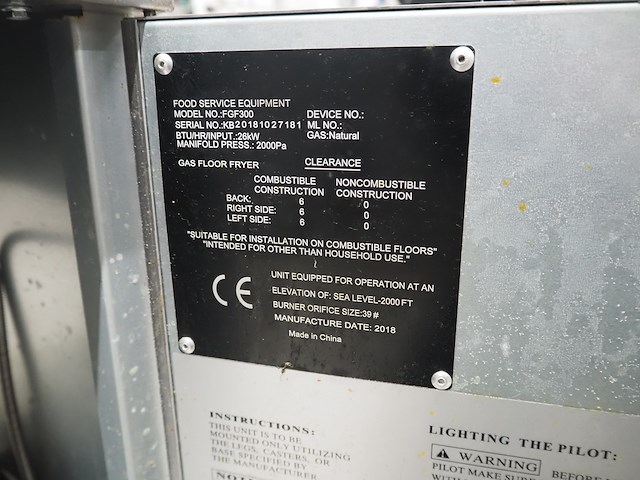 FOOD SERVICE EQUIPMENT
MODEL NO.:FGF300 DEVICE NO.:
SERIAL NO.:KB20181027181 ML NO.:
BTU/HR/INPUT.:26kW GAS:Natural
MANIFOLD PRESS.: 2000Pa
GAS FLOOR FRYER CLEARANCE
COMBUSTIBLE NONCOMBUSTIBLE
CONSTRUCTION CONSTRUCTION
BACK: 6 0
RIGHT SIDE: 6 0
LEFT SIDE: 6 0
"SUITABLE FOR INSTALLATION ON COMBUSTIBLE FLOORS"
"INTENDED FOR OTHER THAN HOUSEHOLD USE."
CE
UNIT EQUIPPED FOR OPERATION AT AN
ELEVATION OF: SEA LEVEL-2000 FT
BURNER ORIFICE SIZE:39#
MANUFACTURE DATE: 2018
Made in China
INSTRUCTIONS:
THIS UNIT IS TO BE
MOUNTED ONLY UTILIZING
THE LEGS, CASTERS, OR
BASE SPECIFIED BY
THE MANUFACTURER
LIGHTING THE PILOT:
WARNING BEFORE
PILOT MAKE SURE